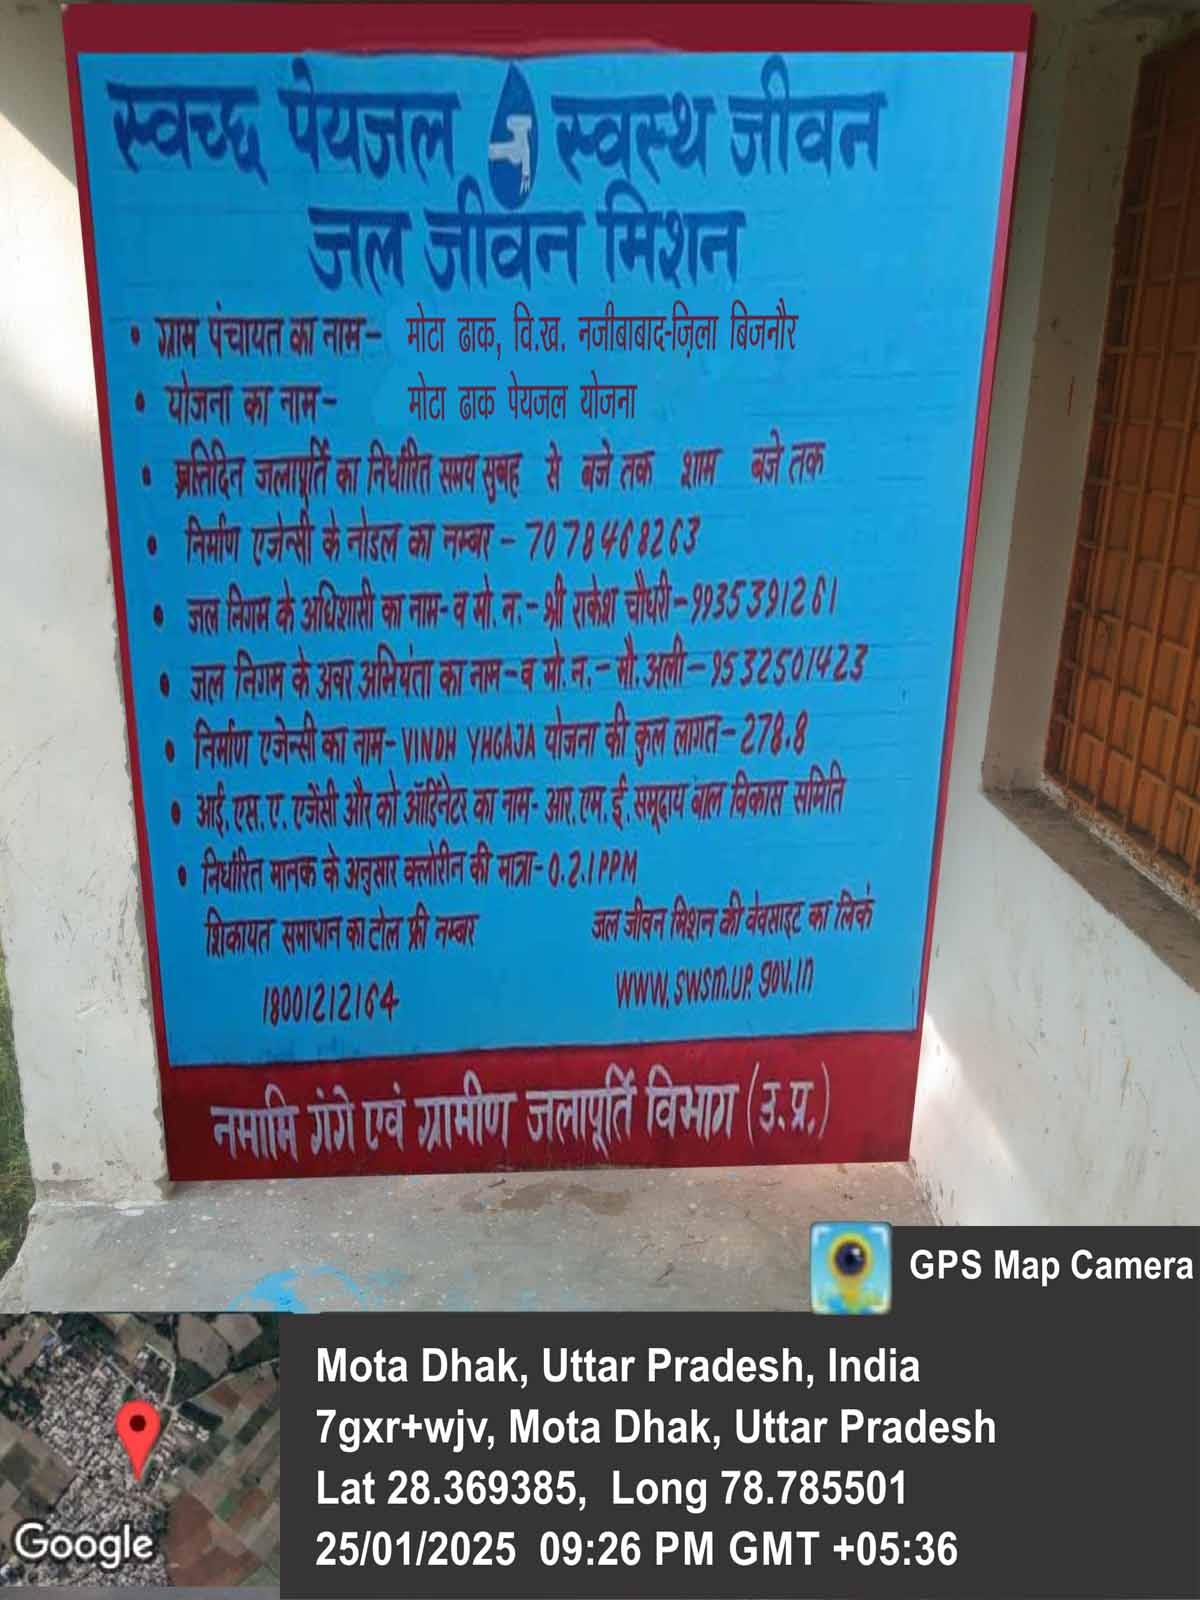 स्वच्छ पेयजल स्वस्थ जीवन
जल जीवन मिशन
• ग्राम पंचायत का नाम- मोटा ढाक, वि.ख. नजीबाबाद-ज़िला बिजनौर
• योजना का नाम- मोटा ढाक पेयजल योजना
• प्रतिदिन जलापूर्ति का निर्धारित समय सुबह से बजे तक शाम बजे तक
• निर्माण एजेन्सी के नोडल का नम्बर - 7078468263
• जल निगम के अधिशासी का नाम- व मो. न.- श्री राकेश चौधरी-9935391261
• जल निगम के अवर अभियंता का नाम-व मो. न.- मौ. अली-9532501423
• निर्माण एजेन्सी का नाम- VINDH YHGAJA योजना की कुल लागत-278.8
• आई. एस. ए. एजेंसी और को ऑर्डिनेटर का नाम- आर. एम. ई. समूदाय बाल विकास समिति
• निर्धारित मानक के अनुसार क्लोरीन की मात्रा-0.2.1PPM
शिकायत समाधान का टोल फ्री नम्बर जल जीवन मिशन की वेवसाइट का लिकं
18001212164 www.swsm.up.gov.in
नमामि गंगे एवं ग्रामीण जलापूर्ति विभाग (उ.प्र.)
GPS Map Camera
Mota Dhak, Uttar Pradesh, India
7gxr+wjv, Mota Dhak, Uttar Pradesh
Lat 28.369385, Long 78.785501
25/01/2025 09:26 PM GMT +05:36
Google